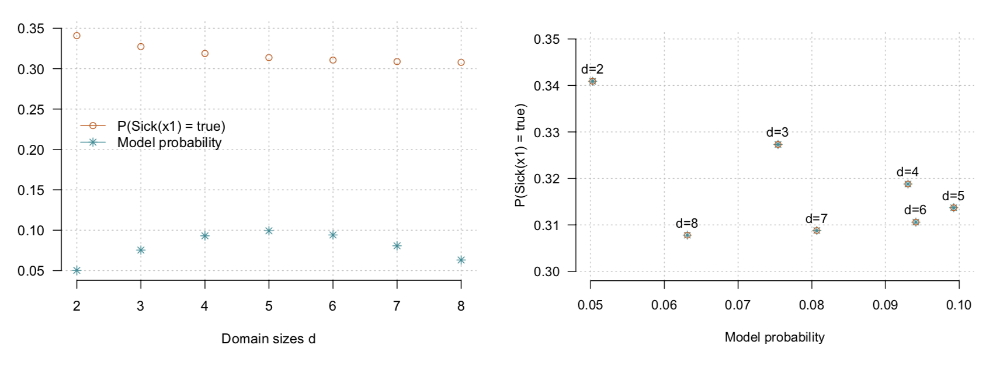 0.35
0.30
0.25
0.20
0.15
0.10
0.05
P(Sick(x1) = true)
Model probability
2 3 4 5 6 7 8
Domain sizes d
0.35
0.34
0.33
0.32
0.31
0.30
P(Sick(x1) = true)
d=2
d=3
d=4
d=5
d=6
d=7
d=8
0.05 0.06 0.07 0.08 0.09 0.10
Model probability